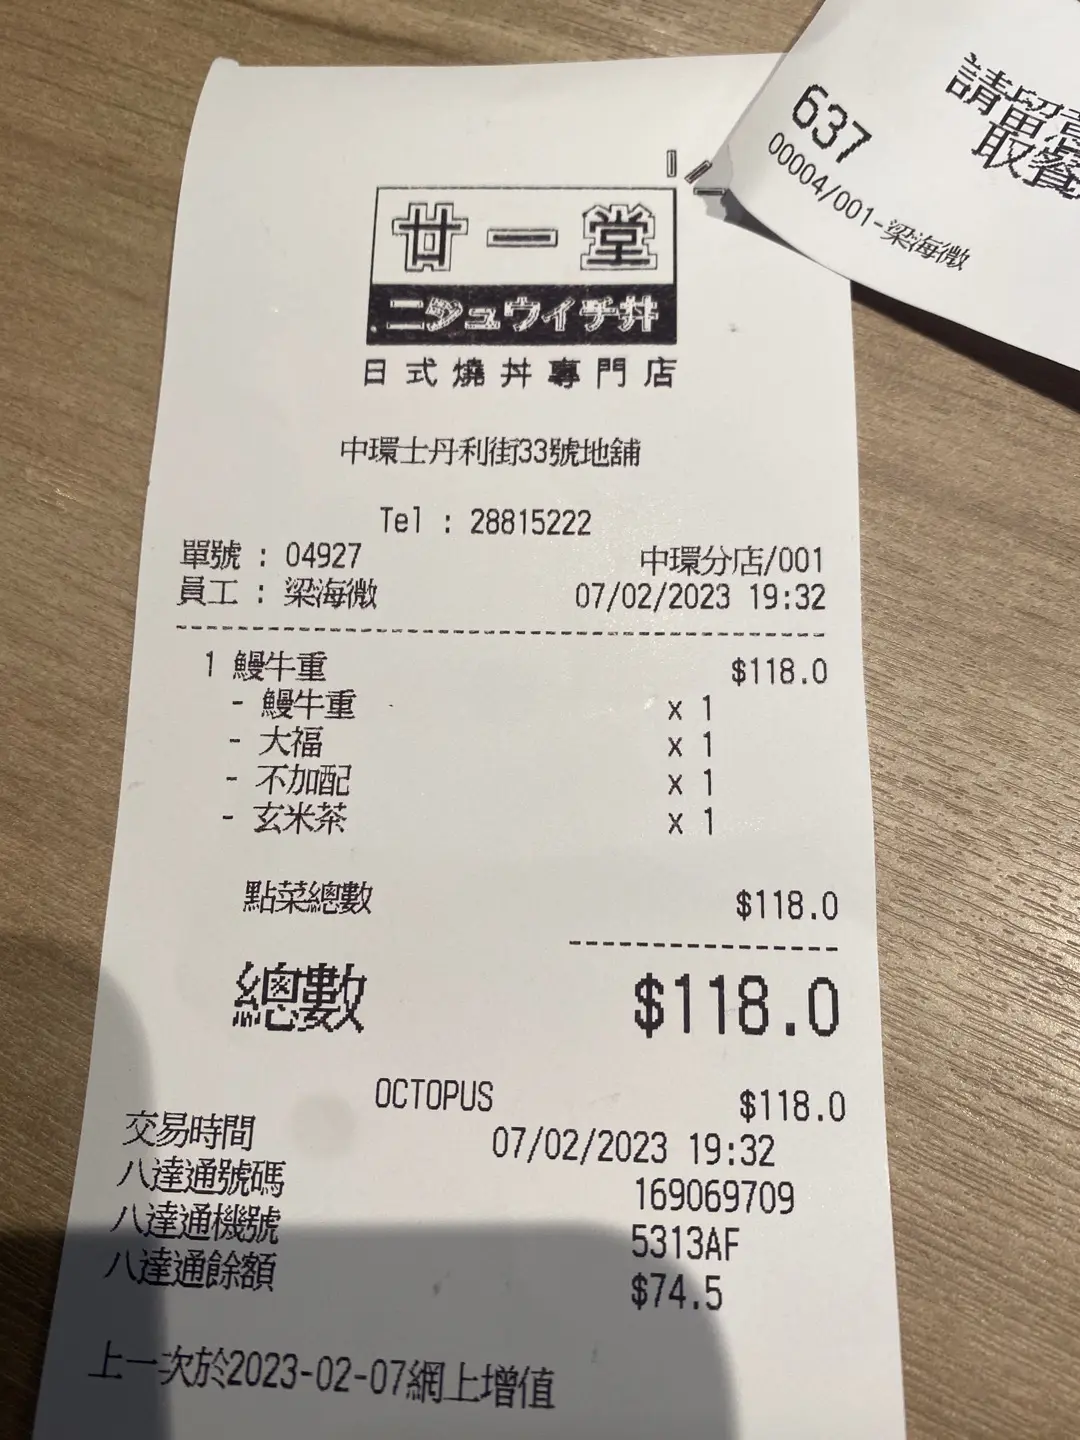 廿一堂
ニジュウイチ丼
日式燒丼專門店
中環士丹利街33號地舖
Tel : 28815222
單號 : 04927 中環分店/001
員工 : 梁海微 07/02/2023 19:32
1 鰻牛重 $118.0
- 鰻牛重 x 1
- 大福 x 1
- 不加配 x 1
- 玄米茶 x 1
點菜總數 $118.0
總數 $118.0
OCTOPUS $118.0
交易時間 07/02/2023 19:32
八達通號碼 169069709
八達通機號 5313AF
八達通餘額 $74.5
上一次於2023-02-07網上增值
637
00004/001-梁海微
請留意
取餐